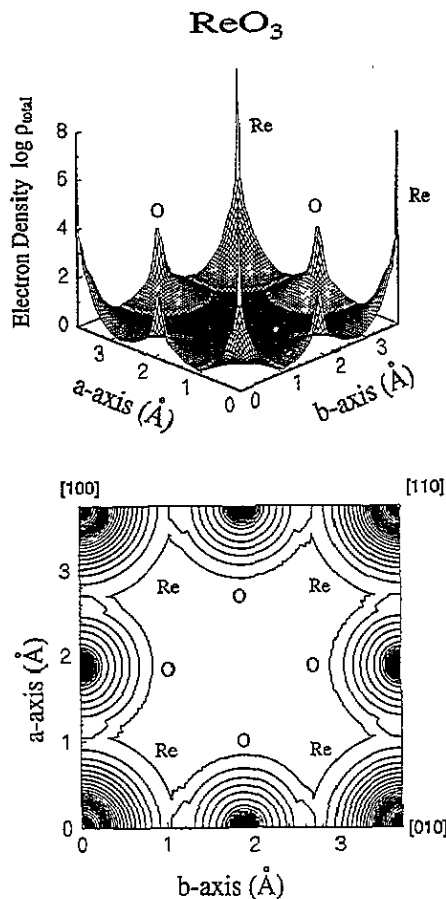 ReO₃
Electron Density log ρtotal
8
6
4
2
0
Re
Re
O
O
3
2
1
0
a-axis (Å)
0
1
2
3
b-axis (Å)
[100]
[110]
3
2
1
0
a-axis (Å)
Re
Re
O
O
O
O
Re
Re
[010]
0
1
2
3
b-axis (Å)